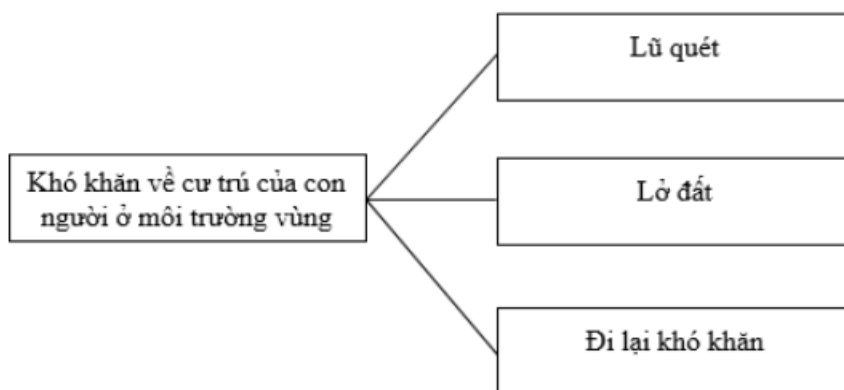 Lũ quét
Khó khăn về cư trú của con
người ở môi trường vùng
Lở đất
Đi lại khó khăn